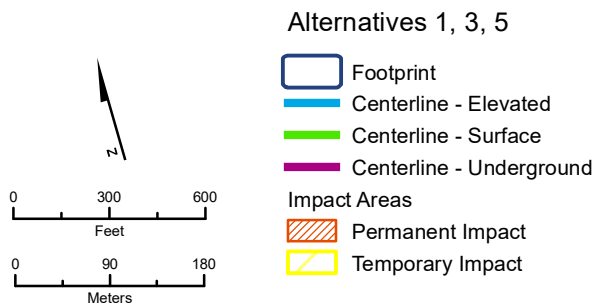 Alternatives 1, 3, 5
Footprint
Centerline - Elevated
Centerline - Surface
Centerline - Underground
Impact Areas
Permanent Impact
Temporary Impact
N
0 300 600
Feet
0 90 180
Meters